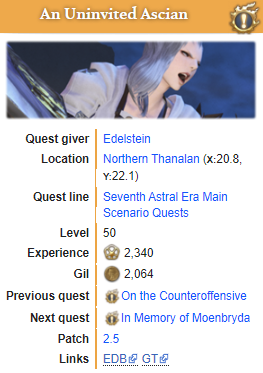 An Uninvited Ascian
Quest giver Edelstein
Location Northern Thanalan (X:20.8,
Y:22.1)
Quest line Seventh Astral Era Main
Scenario Quests
Level 50
Experience 2,340
Gil 2,064
Previous quest On the Counteroffensive
Next quest In Memory of Moenbryda
Patch 2.5
Links EDB GT